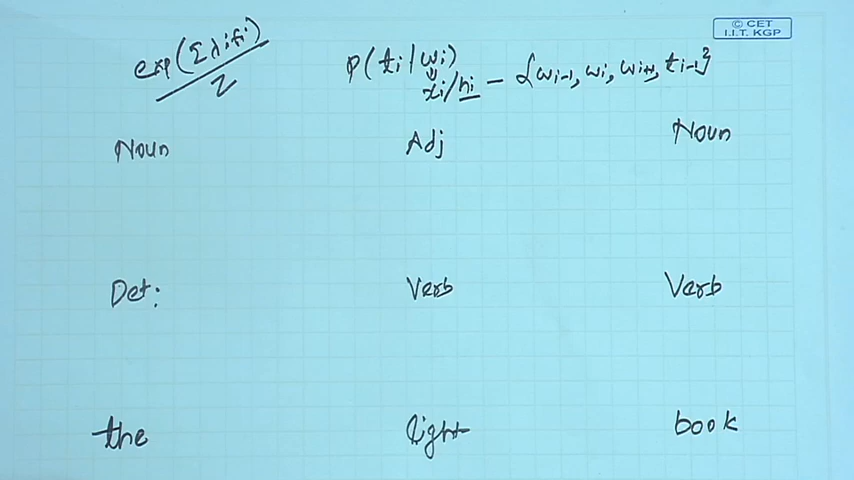 © CET
I.I.T. KGP
exp(Σλifi)
Z
P(ti|wi)
xi/hi - {wi-1, wi, wi+1, ti-1}
Noun Adj Noun
Det: Verb Verb
the light book